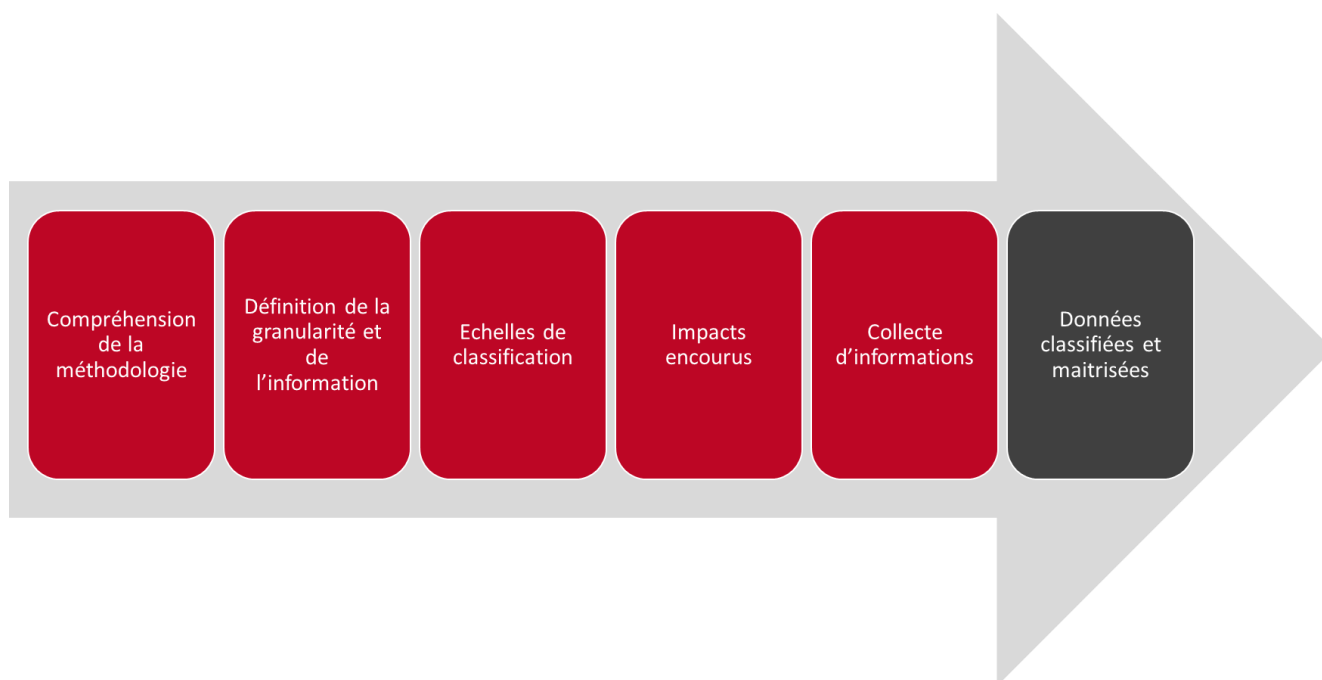 Compréhension
de la
méthodologie
Définition de la
granularité et
de
l’information
Echelles de
classification
Impacts
encourus
Collecte
d’informations
Données
classifiées et
maitrisées